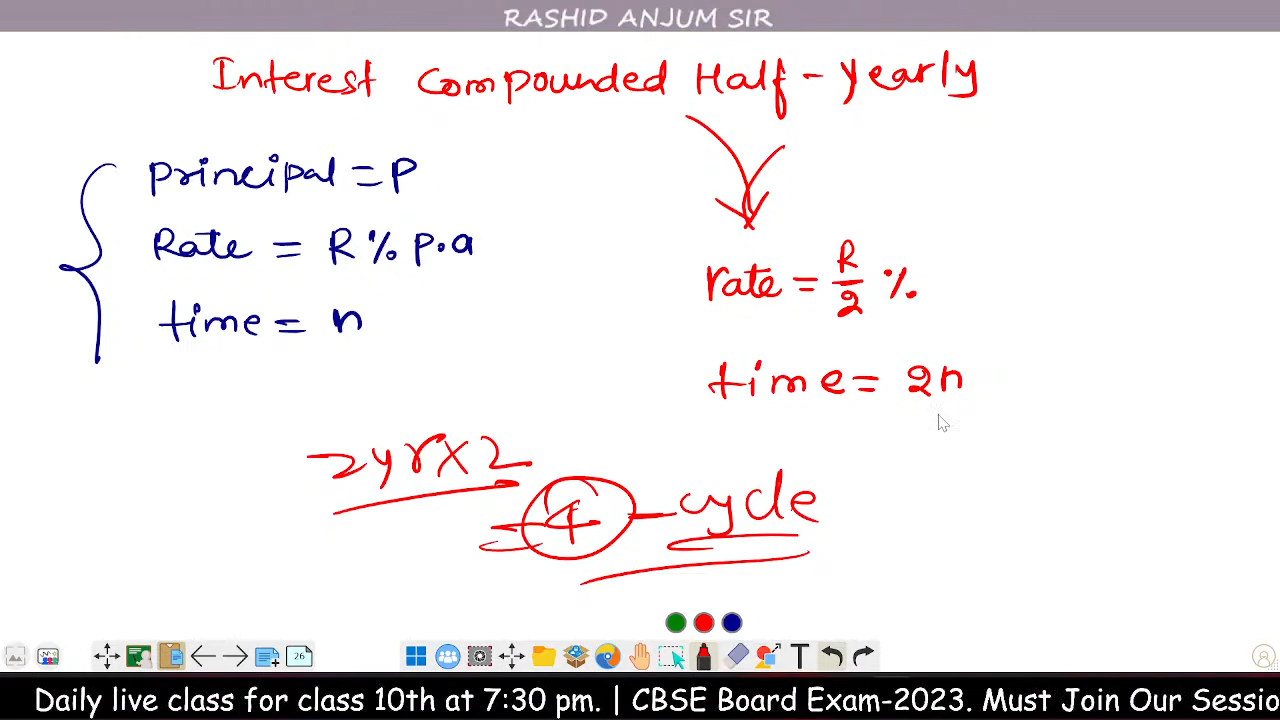 RASHID ANJUM SIR
Interest Compounded Half-yearly
principal = P
Rate = R % p.a
time = n
rate = R/2 %
time = 2n
2yr×2
= 4 - cycle
26
Daily live class for class 10th at 7:30 pm. | CBSE Board Exam-2023. Must Join Our Sessio